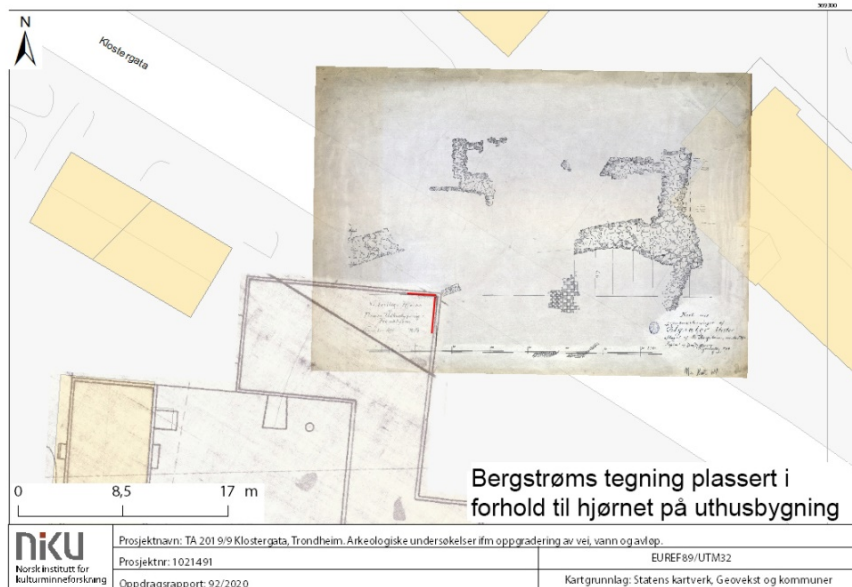 569300
N
Klostergata
Bergstrøms tegning plassert i
forhold til hjørnet på uthusbygning
0 8,5 17 m
niku
Norsk institutt for
kulturminneforskning
Prosjektnavn: TA 2019/9 Klostergata, Trondheim. Arkeologiske undersøkelser ifm oppgradering av vei, vann og avløp.
Prosjektnr: 1021491
EUREF89/UTM32
Oppdragsrapport: 92/2020
Kartgrunnlag: Statens kartverk, Geovekst og kommuner